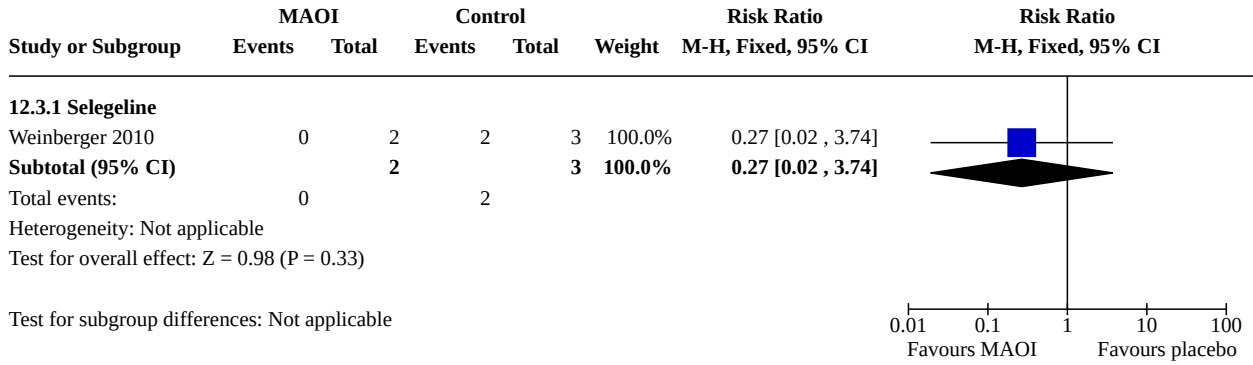 MAOI Control Risk Ratio Risk Ratio
Study or Subgroup Events Total Events Total Weight M-H, Fixed, 95% CI M-H, Fixed, 95% CI
12.3.1 Selegeline
Weinberger 2010 0 2 2 3 100.0% 0.27 [0.02 , 3.74]
Subtotal (95% CI) 2 3 100.0% 0.27 [0.02 , 3.74]
Total events: 0 2
Heterogeneity: Not applicable
Test for overall effect: Z = 0.98 (P = 0.33)
Test for subgroup differences: Not applicable
0.01 0.1 1 10 100
Favours MAOI Favours placebo